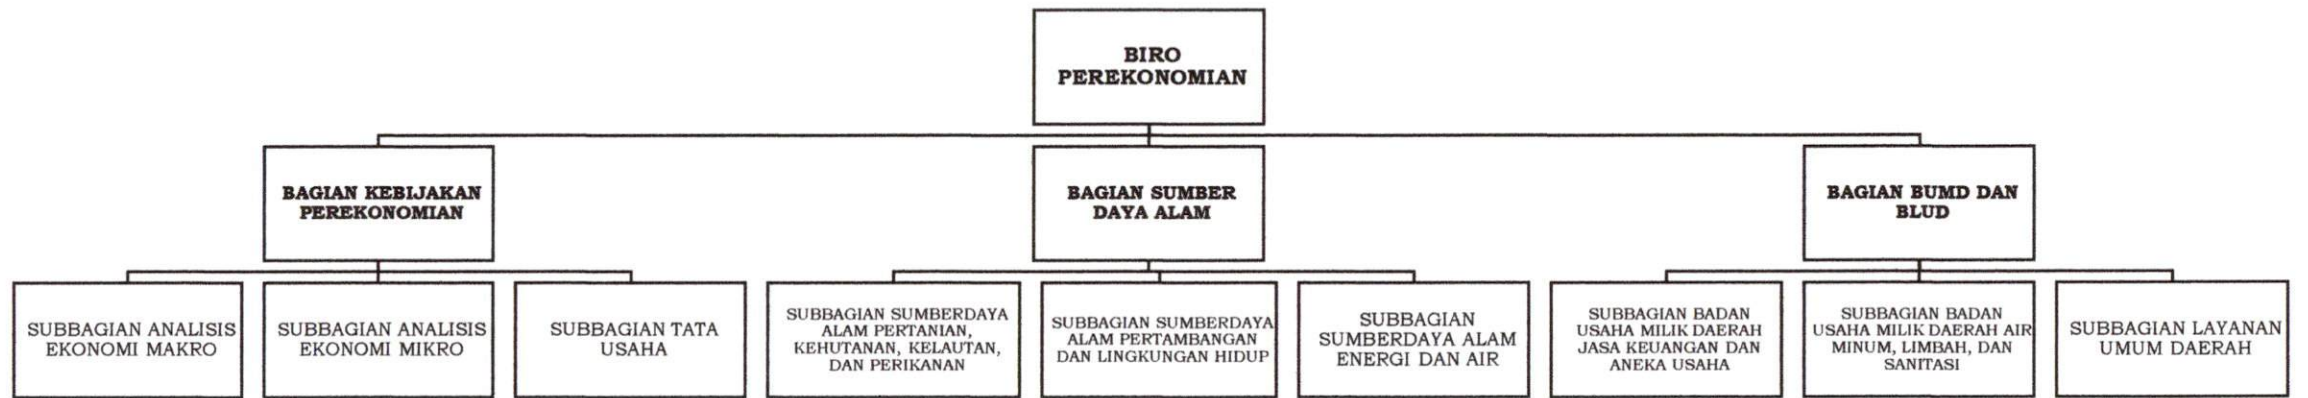 BIRO
PEREKONOMIAN
BAGIAN KEBIJAKAN
PEREKONOMIAN
BAGIAN SUMBER
DAYA ALAM
BAGIAN BUMD DAN
BLUD
SUBBAGIAN ANALISIS
EKONOMI MAKRO
SUBBAGIAN ANALISIS
EKONOMI MIKRO
SUBBAGIAN TATA
USAHA
SUBBAGIAN SUMBERDAYA
ALAM PERTANIAN,
KEHUTANAN, KELAUTAN,
DAN PERIKANAN
SUBBAGIAN SUMBERDAYA
ALAM PERTAMBANGAN
DAN LINGKUNGAN HIDUP
SUBBAGIAN
SUMBERDAYA ALAM
ENERGI DAN AIR
SUBBAGIAN BADAN
USAHA MILIK DAERAH
JASA KEUANGAN DAN
ANEKA USAHA
SUBBAGIAN BADAN
USAHA MILIK DAERAH AIR
MINUM, LIMBAH, DAN
SANITASI
SUBBAGIAN LAYANAN
UMUM DAERAH